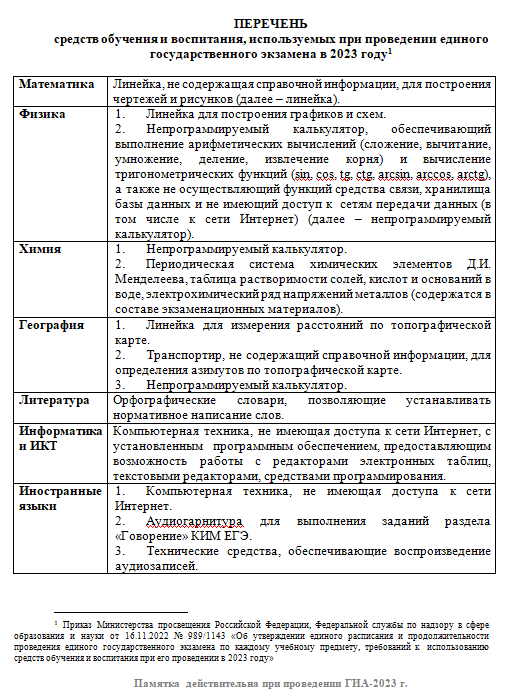 ПЕРЕЧЕНЬ
средств обучения и воспитания, используемых при проведении единого
государственного экзамена в 2023 году¹
Математика
Линейка, не содержащая справочной информации, для построения
чертежей и рисунков (далее – линейка).
Физика
1. Линейка для построения графиков и схем.
2. Непрограммируемый калькулятор, обеспечивающий
выполнение арифметических вычислений (сложение, вычитание,
умножение, деление, извлечение корня) и вычисление
тригонометрических функций (sin, cos, tg, ctg, arcsin, arccos, arctg),
а также не осуществляющий функций средства связи, хранилища
базы данных и не имеющий доступ к сетям передачи данных (в
том числе к сети Интернет) (далее – непрограммируемый
калькулятор).
Химия
1. Непрограммируемый калькулятор.
2. Периодическая система химических элементов Д.И.
Менделеева, таблица растворимости солей, кислот и оснований в
воде, электрохимический ряд напряжений металлов (содержатся в
составе экзаменационных материалов).
География
1. Линейка для измерения расстояний по топографической
карте.
2. Транспортир, не содержащий справочной информации, для
определения азимутов по топографической карте.
3. Непрограммируемый калькулятор.
Литература
Орфографические словари, позволяющие устанавливать
нормативное написание слов.
Информатика
и ИКТ
Компьютерная техника, не имеющая доступа к сети Интернет, с
установленным программным обеспечением, предоставляющим
возможность работы с редакторами электронных таблиц,
текстовыми редакторами, средствами программирования.
Иностранные
языки
1. Компьютерная техника, не имеющая доступа к сети
Интернет.
2. Аудиогарнитура для выполнения заданий раздела
«Говорение» КИМ ЕГЭ.
3. Технические средства, обеспечивающие воспроизведение
аудиозаписей.
¹ Приказ Министерства просвещения Российской Федерации, Федеральной службы по надзору в сфере
образования и науки от 16.11.2022 № 989/1143 «Об утверждении единого расписания и продолжительности
проведения единого государственного экзамена по каждому учебному предмету, требований к использованию
средств обучения и воспитания при его проведении в 2023 году»
Памятка действительна при проведении ГИА-2023 г.